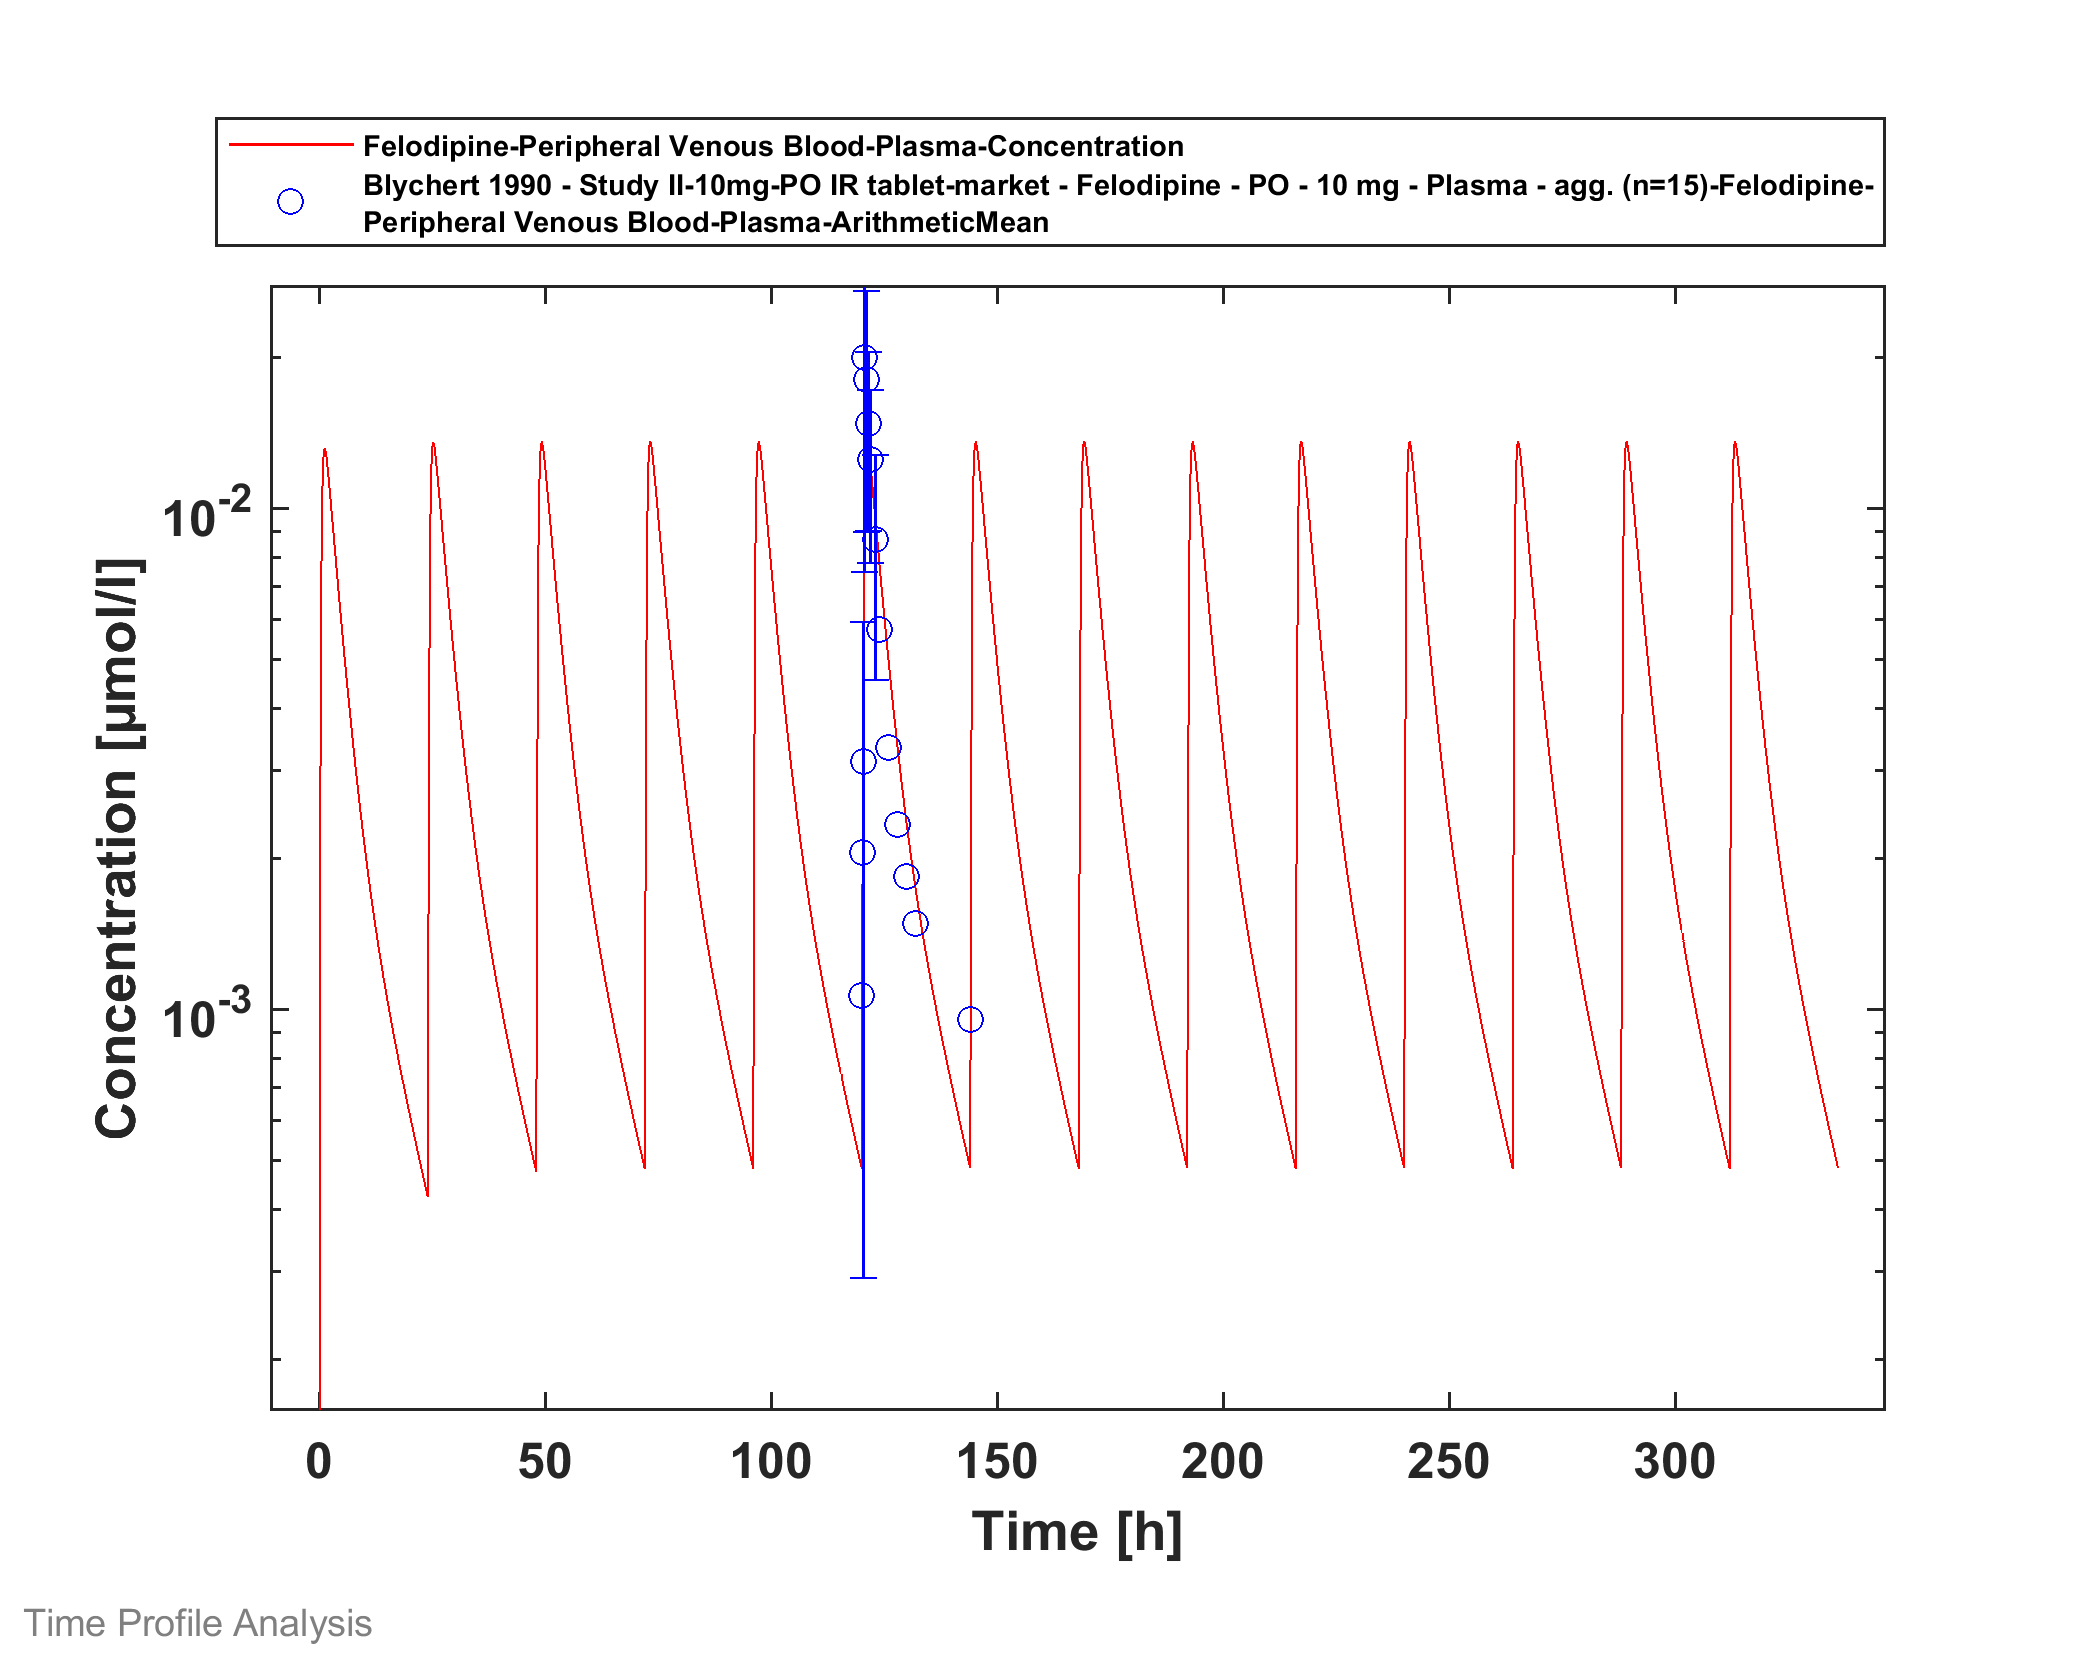 Felodipine-Peripheral Venous Blood-Plasma-Concentration
Blychert 1990 - Study II-10mg-PO IR tablet-market - Felodipine - PO - 10 mg - Plasma - agg. (n=15)-Felodipine-
Peripheral Venous Blood-Plasma-ArithmeticMean
10^-2
10^-3
Concentration [µmol/l]
0 50 100 150 200 250 300
Time [h]
Time Profile Analysis